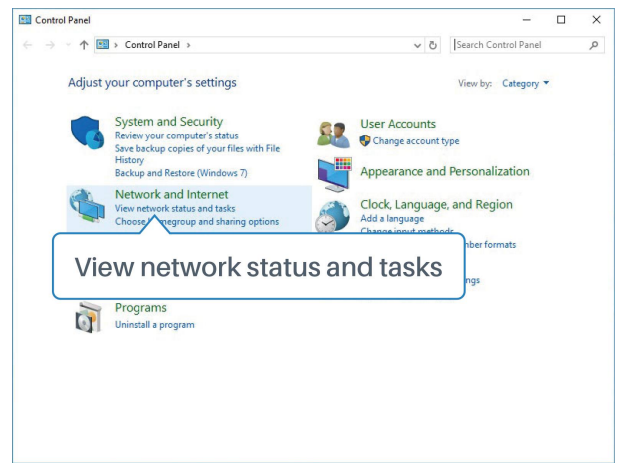 Control Panel
Control Panel
Search Control Panel
Adjust your computer's settings
View by: Category
System and Security
Review your computer's status
Save backup copies of your files with File
History
Backup and Restore (Windows 7)
Network and Internet
View network status and tasks
Choose and sharing options
View network status and tasks
Programs
Uninstall a program
User Accounts
Change account type
Appearance and Personalization
Clock, Language, and Region
Add a language
Change input methods
formats